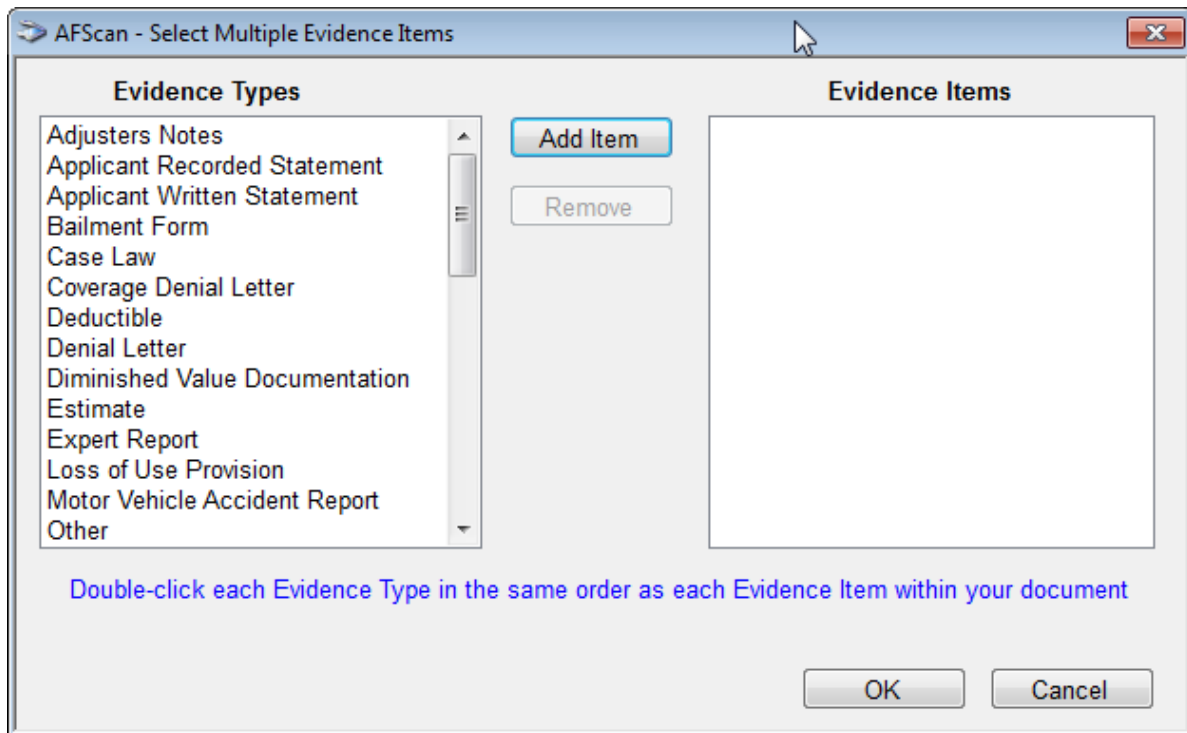 AFScan - Select Multiple Evidence Items
Evidence Types
Evidence Items
Adjusters Notes
Applicant Recorded Statement
Applicant Written Statement
Bailment Form
Case Law
Coverage Denial Letter
Deductible
Denial Letter
Diminished Value Documentation
Estimate
Expert Report
Loss of Use Provision
Motor Vehicle Accident Report
Other
Add Item
Remove
Double-click each Evidence Type in the same order as each Evidence Item within your document
OK
Cancel